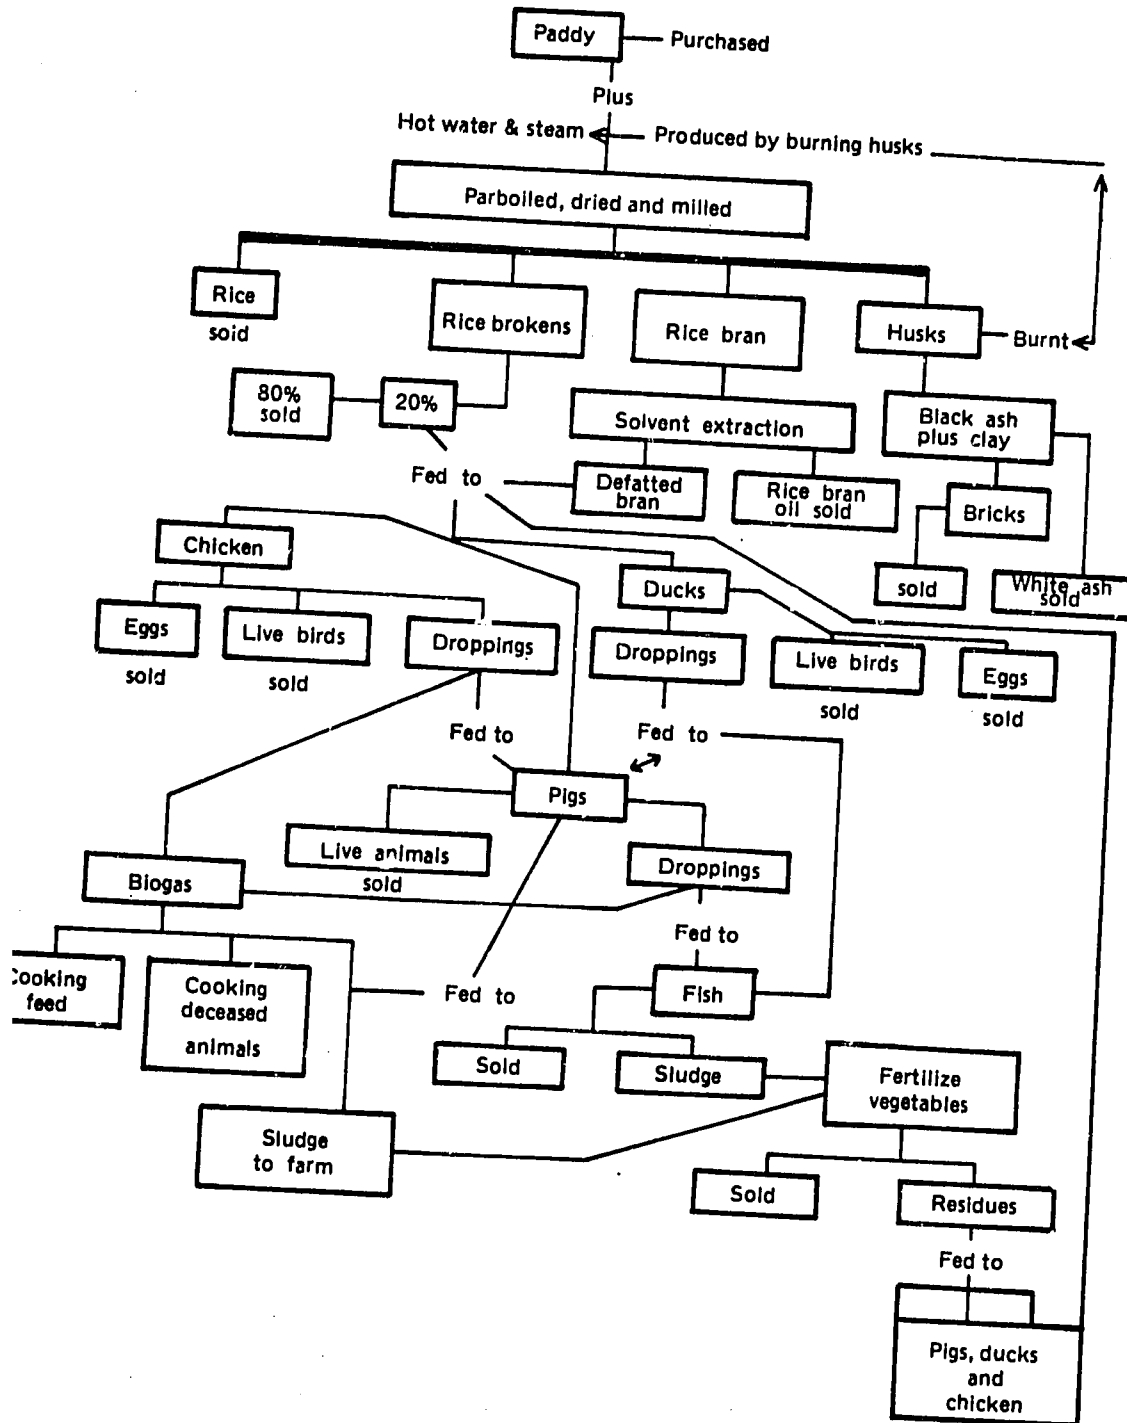 Paddy
Purchased
Plus
Hot water & steam
Produced by burning husks
Parboiled, dried and milled
Rice
sold
Rice brokens
Rice bran
Husks
Burnt
80%
sold
20%
Solvent extraction
Black ash
plus clay
Fed to
Defatted
bran
Rice bran
oil sold
Bricks
Chicken
Ducks
sold
White ash
sold
Eggs
sold
Live birds
sold
Droppings
Droppings
Live birds
sold
Eggs
sold
Fed to
Fed to
Pigs
Live animals
sold
Droppings
Biogas
Fed to
Cooking
feed
Cooking
deceased
animals
Fed to
Fish
Sold
Sludge
Fertilize
vegetables
Sludge
to farm
Sold
Residues
Fed to
Pigs, ducks
and
chicken